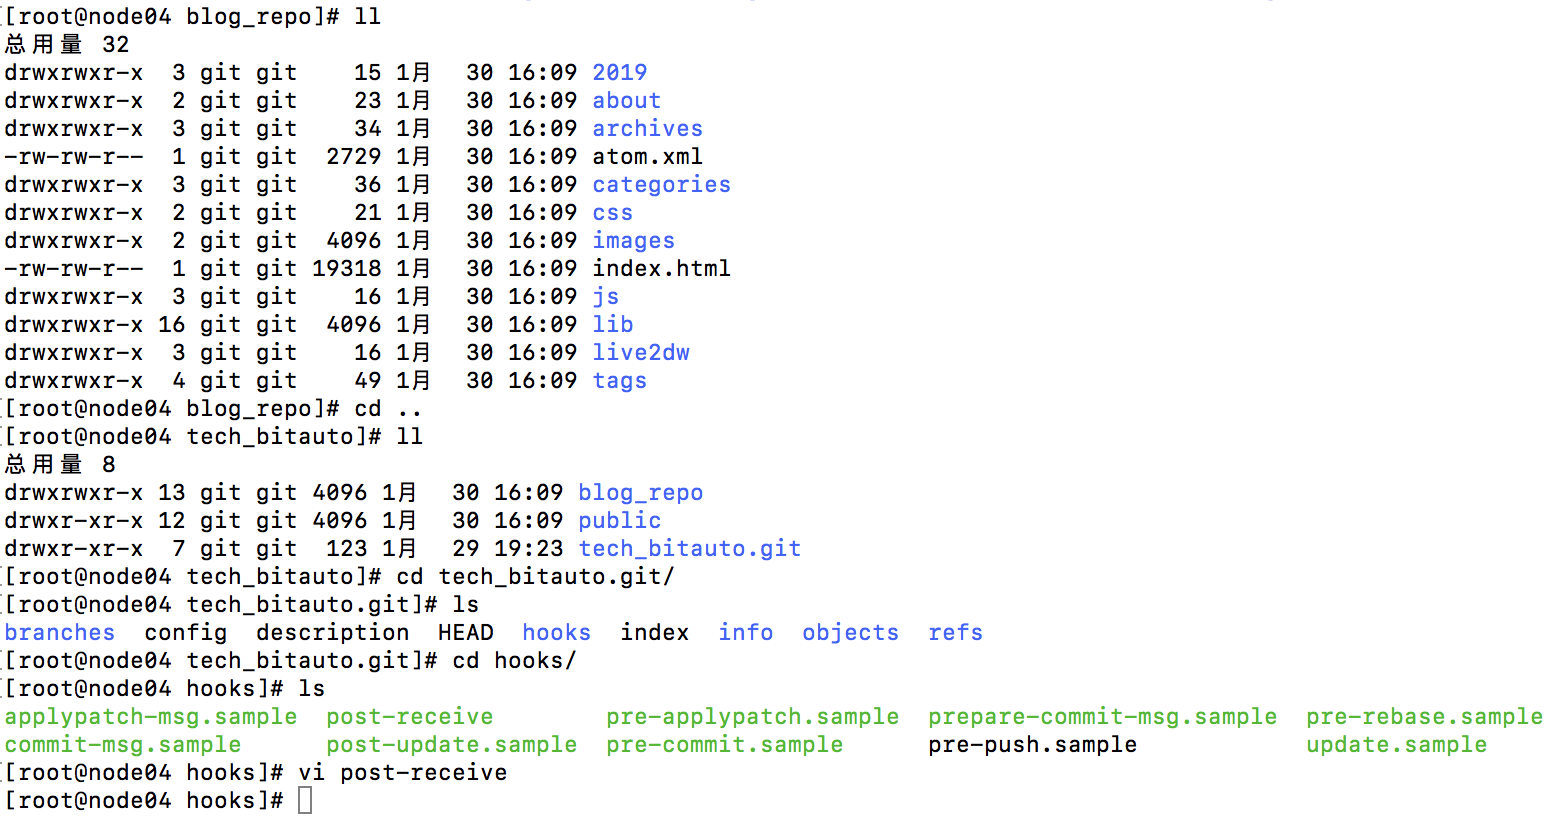 [root@node04 blog_repo]# ll
总用量 32
drwxrwxr-x  3 git git    15 1月  30 16:09 2019
drwxrwxr-x  2 git git    23 1月  30 16:09 about
drwxrwxr-x  3 git git    34 1月  30 16:09 archives
-rw-rw-r--  1 git git  2729 1月  30 16:09 atom.xml
drwxrwxr-x  3 git git    36 1月  30 16:09 categories
drwxrwxr-x  2 git git    21 1月  30 16:09 css
drwxrwxr-x  2 git git  4096 1月  30 16:09 images
-rw-rw-r--  1 git git 19318 1月  30 16:09 index.html
drwxrwxr-x  3 git git    16 1月  30 16:09 js
drwxrwxr-x 16 git git  4096 1月  30 16:09 lib
drwxrwxr-x  3 git git    16 1月  30 16:09 live2dw
drwxrwxr-x  4 git git    49 1月  30 16:09 tags
[root@node04 blog_repo]# cd ..
[root@node04 tech_bitauto]# ll
总用量 8
drwxrwxr-x 13 git git 4096 1月  30 16:09 blog_repo
drwxr-xr-x 12 git git 4096 1月  30 16:09 public
drwxr-xr-x  7 git git  123 1月  29 19:23 tech_bitauto.git
[root@node04 tech_bitauto]# cd tech_bitauto.git/
[root@node04 tech_bitauto.git]# ls
branches  config  description  HEAD  hooks  index  info  objects  refs
[root@node04 tech_bitauto.git]# cd hooks/
[root@node04 hooks]# ls
applypatch-msg.sample  post-receive        pre-applypatch.sample  prepare-commit-msg.sample  pre-rebase.sample
commit-msg.sample      post-update.sample  pre-commit.sample      pre-push.sample            update.sample
[root@node04 hooks]# vi post-receive
[root@node04 hooks]#